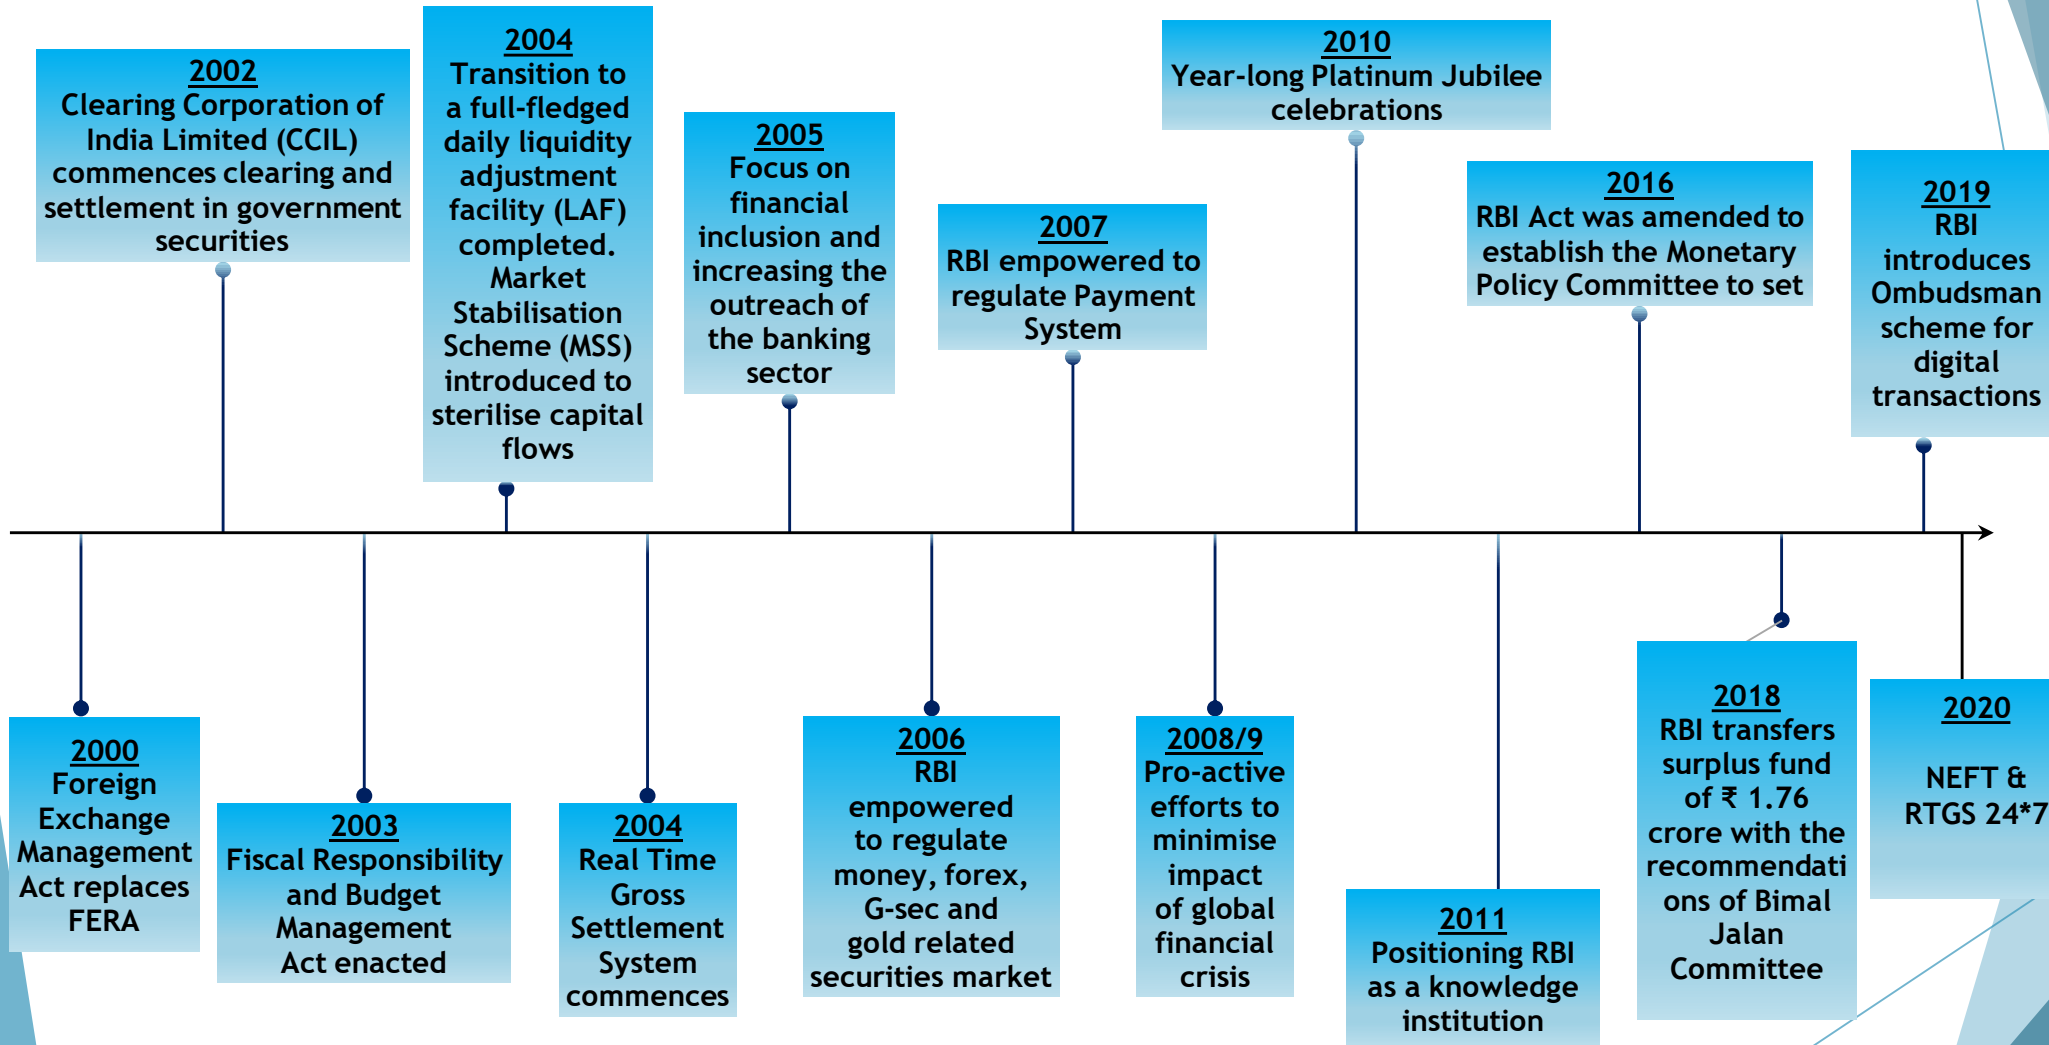 2002
Clearing Corporation of
India Limited (CCIL)
commences clearing and
settlement in government
securities
2004
Transition to
a full-fledged
daily liquidity
adjustment
facility (LAF)
completed.
Market
Stabilisation
Scheme (MSS)
introduced to
sterilise capital
flows
2005
Focus on
financial
inclusion and
increasing the
outreach of
the banking
sector
2007
RBI empowered to
regulate Payment
System
2010
Year-long Platinum Jubilee
celebrations
2016
RBI Act was amended to
establish the Monetary
Policy Committee to set
2019
RBI
introduces
Ombudsman
scheme for
digital
transactions
2000
Foreign
Exchange
Management
Act replaces
FERA
2003
Fiscal Responsibility
and Budget
Management
Act enacted
2004
Real Time
Gross
Settlement
System
commences
2006
RBI
empowered
to regulate
money, forex,
G-sec and
gold related
securities market
2008/9
Pro-active
efforts to
minimise
impact
of global
financial
crisis
2011
Positioning RBI
as a knowledge
institution
2018
RBI transfers
surplus fund
of ₹ 1.76
crore with the
recommendati
ons of Bimal
Jalan
Committee
2020
NEFT &
RTGS 24*7